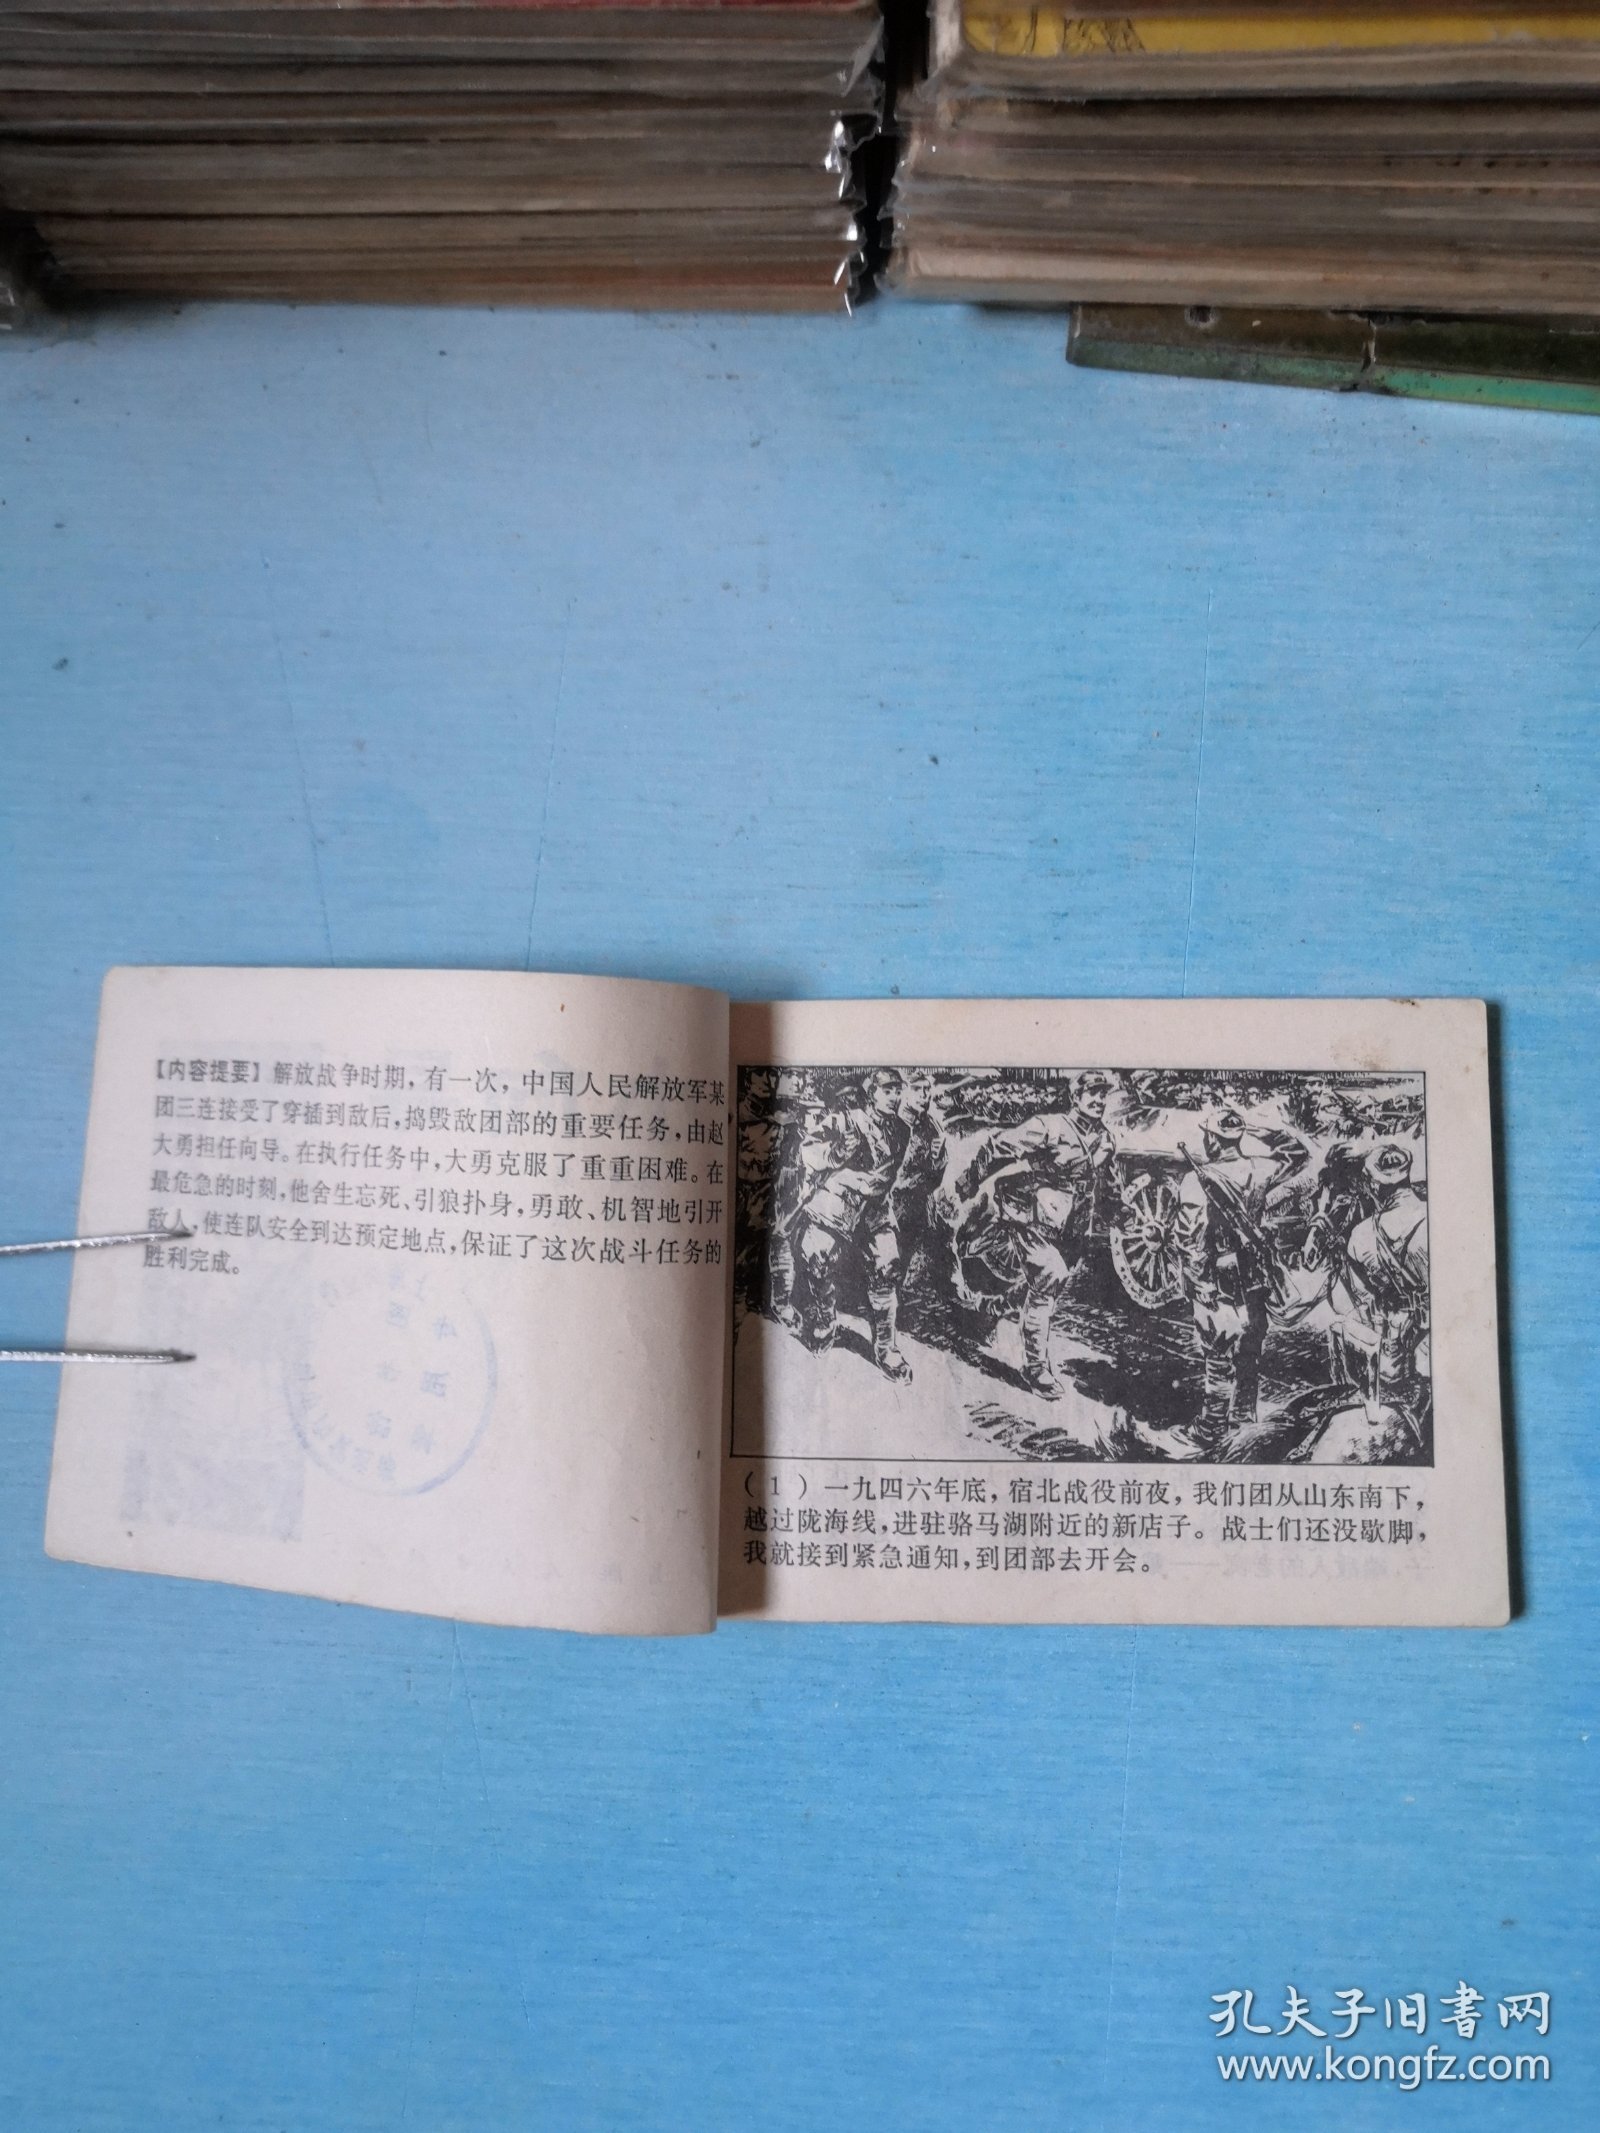 【内容提要】解放战争时期，有一次，中国人民解放军某
团三连接受了穿插到敌后，捣毁敌团部的重要任务，由赵
大勇担任向导。在执行任务中，大勇克服了重重困难。在
最危急的时刻，他舍生忘死、引狼扑身，勇敢、机智地引开
敌人，使连队安全到达预定地点，保证了这次战斗任务的
胜利完成。
（1）一九四六年底，宿北战役前夜，我们团从山东南下，
越过陇海线，进驻骆马湖附近的新店子。战士们还没歇脚，
我就接到紧急通知，到团部去开会。
孔夫子旧书网
www.kongfz.com